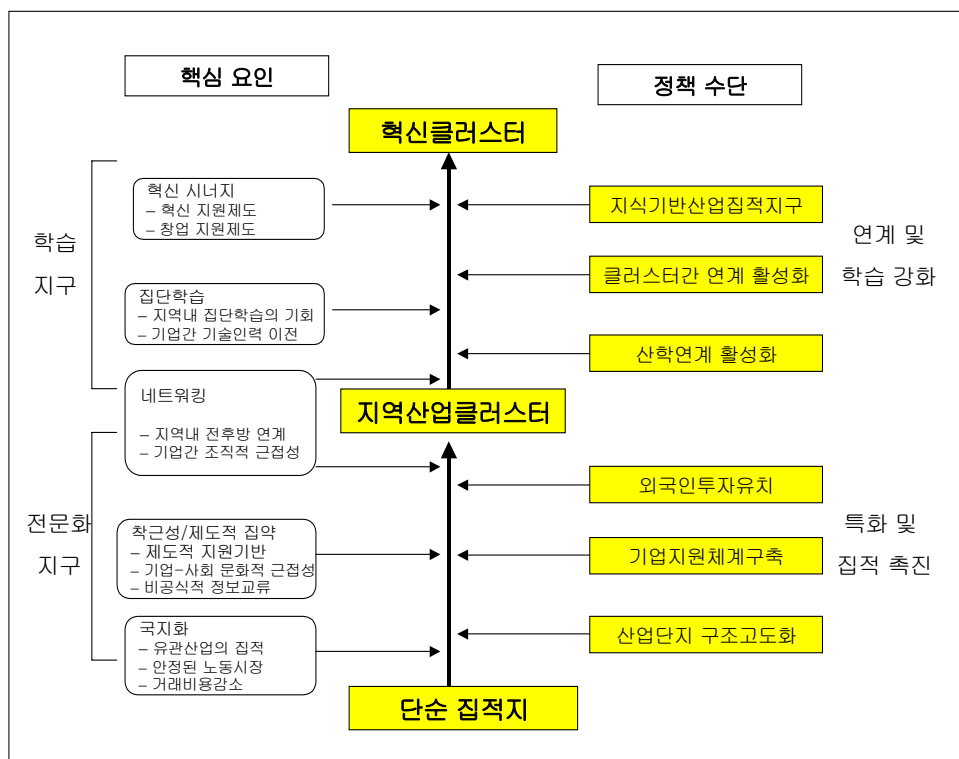 핵심 요인
정책 수단
혁신클러스터
혁신 시너지
– 혁신 지원제도
– 창업 지원제도
지식기반산업집적지구
학습
지구
연계 및
학습 강화
클러스터간 연계 활성화
집단학습
– 지역내 집단학습의 기회
– 기업간 기술인력 이전
산학연계 활성화
네트워킹
– 지역내 전후방 연계
– 기업간 조직적 근접성
지역산업클러스터
외국인투자유치
전문화
지구
착근성/제도적 집약
– 제도적 지원기반
– 기업-사회 문화적 근접성
– 비공식적 정보교류
기업지원체계구축
특화 및
집적 촉진
국지화
– 유관산업의 집적
– 안정된 노동시장
– 거래비용감소
산업단지 구조고도화
단순 집적지